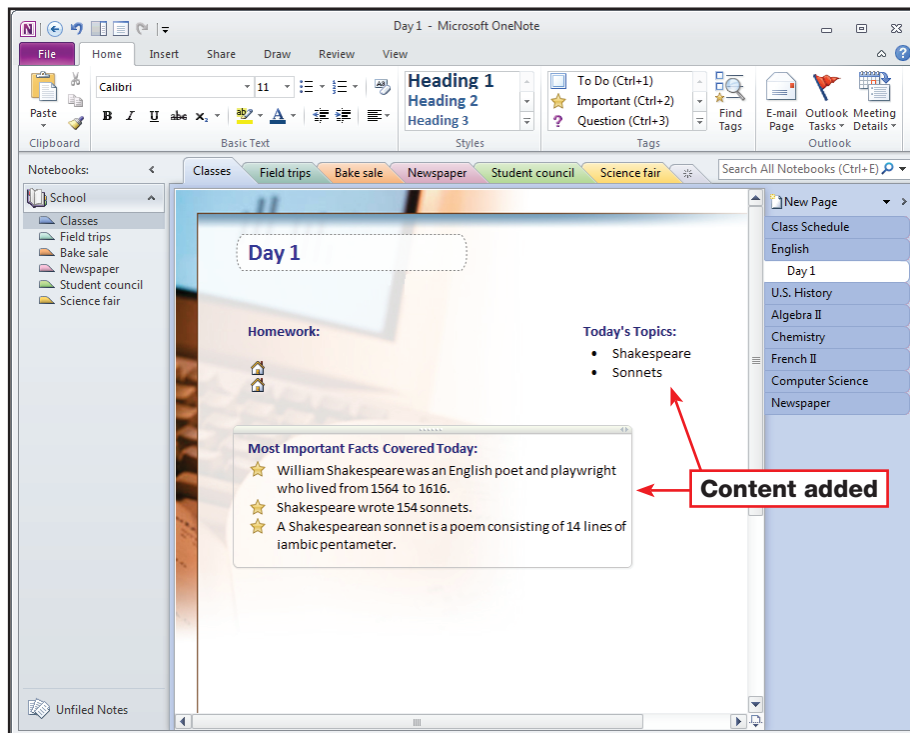 Day 1 - Microsoft OneNote
File Home Insert Share Draw Review View
Paste
Calibri 11
B I U abc x₂ ab A
Heading 1
Heading 2
Heading 3
To Do (Ctrl+1)
Important (Ctrl+2)
? Question (Ctrl+3)
Find
Tags
E-mail
Page
Outlook
Tasks
Meeting
Details
Clipboard Basic Text Styles Tags Outlook
Notebooks:
School
Classes
Field trips
Bake sale
Newspaper
Student council
Science fair
Unfiled Notes
Classes Field trips Bake sale Newspaper Student council Science fair
Search All Notebooks (Ctrl+E)
Day 1
Homework:
Today's Topics:
• Shakespeare
• Sonnets
Most Important Facts Covered Today:
William Shakespeare was an English poet and playwright
who lived from 1564 to 1616.
Shakespeare wrote 154 sonnets.
A Shakespearean sonnet is a poem consisting of 14 lines of
iambic pentameter.
Content added
New Page
Class Schedule
English
Day 1
U.S. History
Algebra II
Chemistry
French II
Computer Science
Newspaper